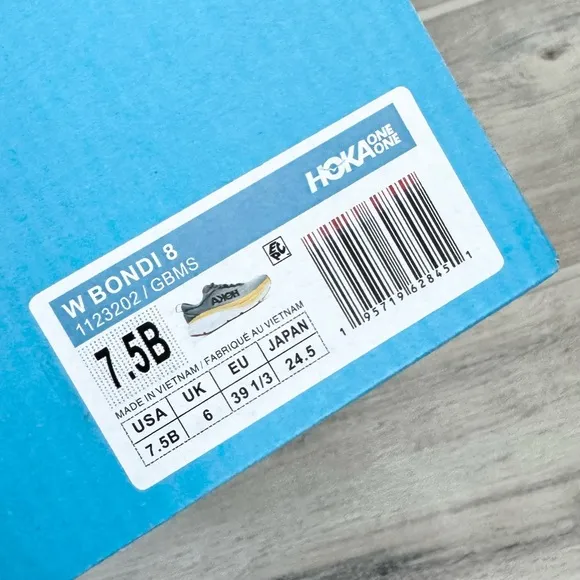 HOKA ONE ONE
W BONDI 8
1123202 / GBMS
7.5B
HOKA
MADE IN VIETNAM / FABRIQUÉ AU VIETNAM
USA UK EU JAPAN
7.5B 6 39 1/3 24.5
1 95719 62845 1